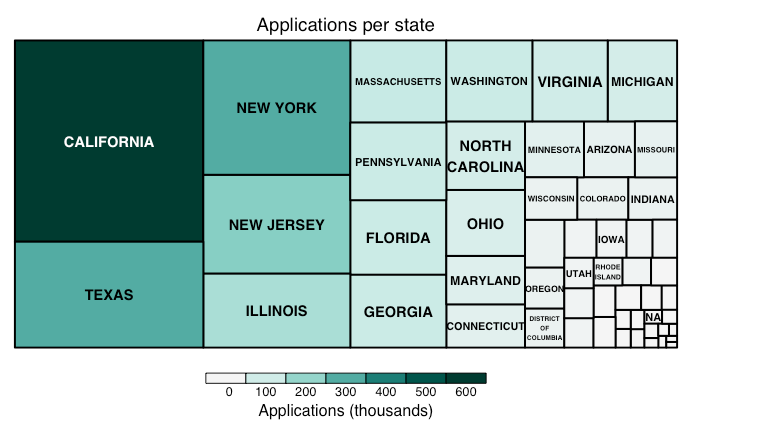 Applications per state
CALIFORNIA
NEW YORK
MASSACHUSETTS
WASHINGTON
VIRGINIA
MICHIGAN
PENNSYLVANIA
NORTH
CAROLINA
MINNESOTA
ARIZONA
MISSOURI
NEW JERSEY
FLORIDA
OHIO
WISCONSIN
COLORADO
INDIANA
IOWA
TEXAS
ILLINOIS
GEORGIA
MARYLAND
CONNECTICUT
OREGON
UTAH
RHODE
ISLAND
DISTRICT
OF
COLUMBIA
NA
0 100 200 300 400 500 600
Applications (thousands)